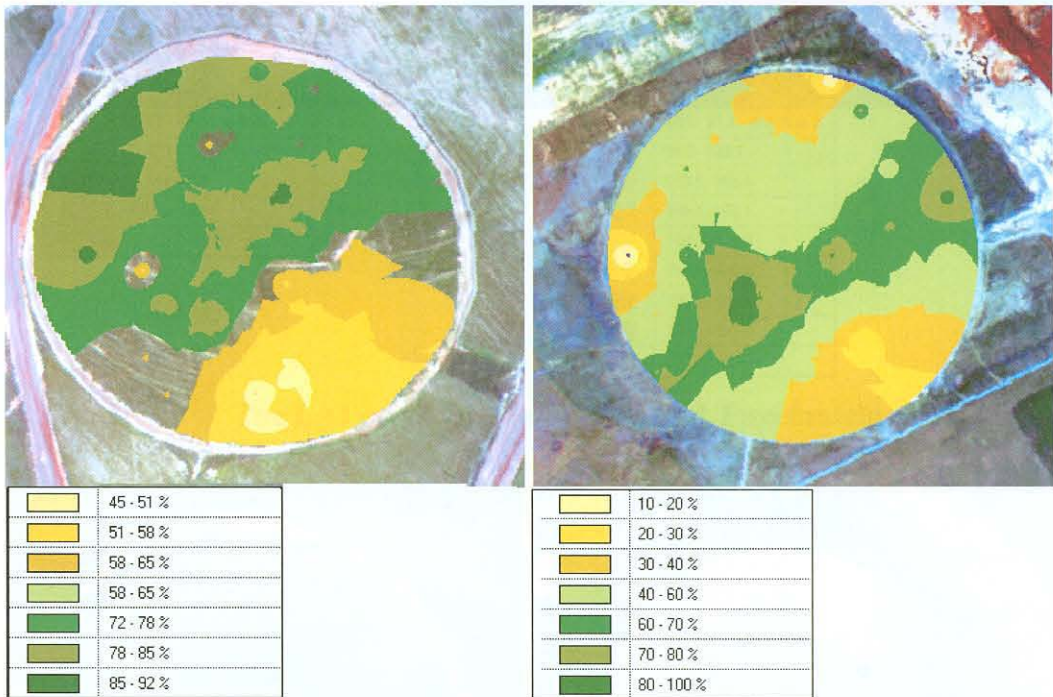 45 - 51 %
51 - 58 %
58 - 65 %
58 - 65 %
72 - 78 %
78 - 85 %
85 - 92 %
10 - 20 %
20 - 30 %
30 - 40 %
40 - 60 %
60 - 70 %
70 - 80 %
80 - 100 %